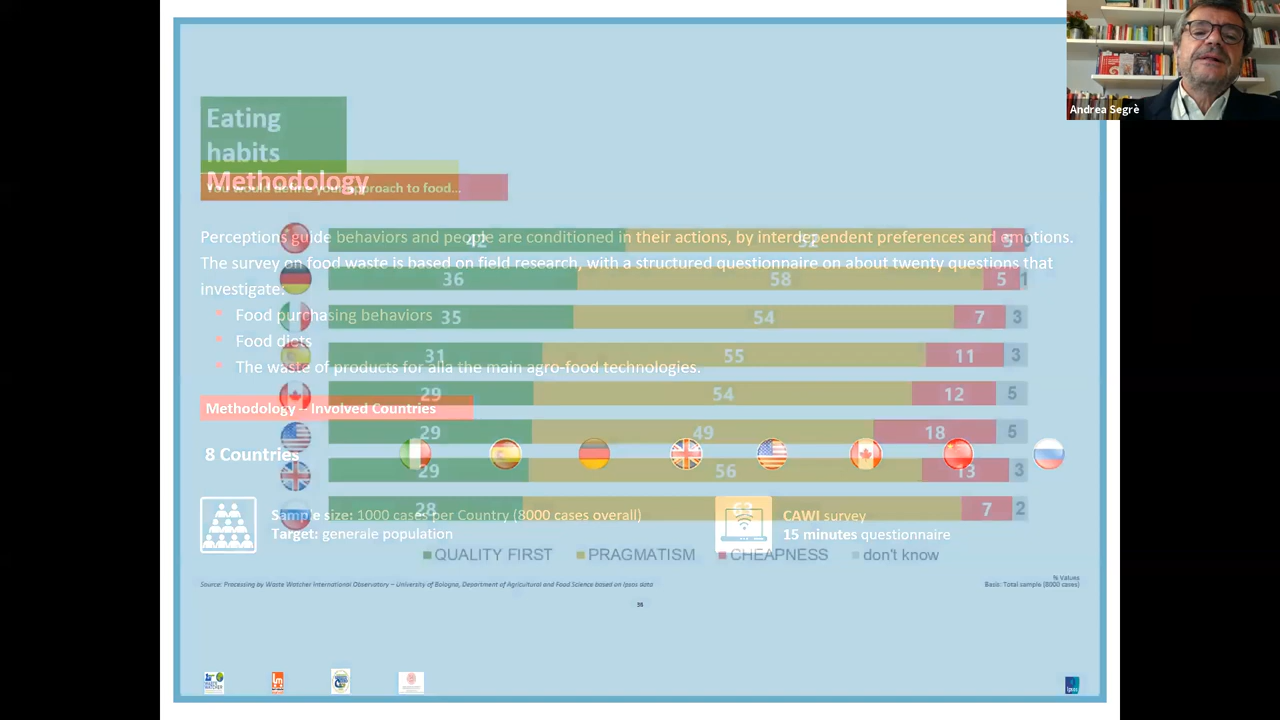 Andrea Segrè
Eating
habits
Methodology
You would define your approach to food...
Perceptions guide behaviors and people are conditioned in their actions, by interdependent preferences and emotions.
The survey on food waste is based on field research, with a structured questionnaire on about twenty questions that
investigate:
Food purchasing behaviors
Food diets
The waste of products for alla the main agro-food technologies.
Methodology – Involved Countries
8 Countries
Sample size: 1000 cases per Country (8000 cases overall)
Target: generale population
CAWI survey
15 minutes questionnaire
42 52 5
36 58 5 1
35 54 7 3
31 55 11 3
29 54 12 5
29 49 18 5
29 56 13 3
28 63 7 2
QUALITY FIRST PRAGMATISM CHEAPNESS don't know
Source: Processing by Waste Watcher International Observatory – University of Bologna, Department of Agricultural and Food Science based on Ipsos data
% Values
Basis: Total sample (8000 cases)
36
Ipsos